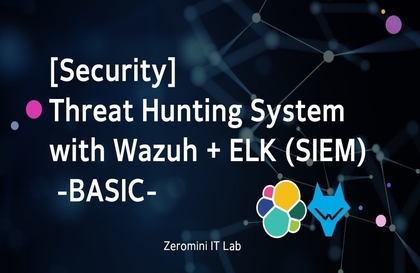 [Security]
Threat Hunting System
with Wazuh + ELK (SIEM)
-BASIC-
Zeromini IT Lab